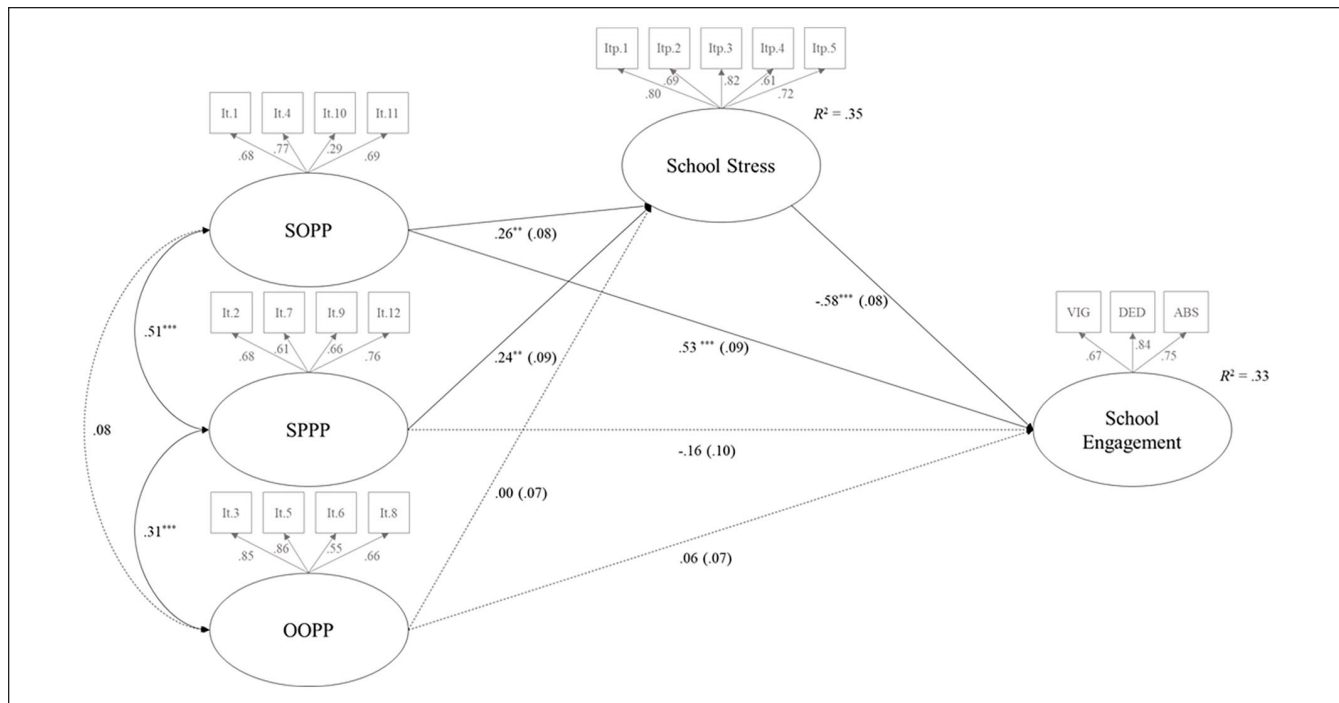 Itp.1 Itp.2 Itp.3 Itp.4 Itp.5
.80 .69 .82 .61 .72
R² = .35
School Stress
It.1 It.4 It.10 It.11
.68 .77 .29 .69
SOPP
.26** (.08)
-.58*** (.08)
It.2 It.7 It.9 It.12
.68 .61 .66 .76
VIG DED ABS
.67 .84 .75
.51***
.24** (.09)
.53 *** (.09)
R² = .33
SPPP
School
Engagement
.08
-.16 (.10)
It.3 It.5 It.6 It.8
.85 .86 .55 .66
.00 (.07)
.31***
.06 (.07)
OOPP